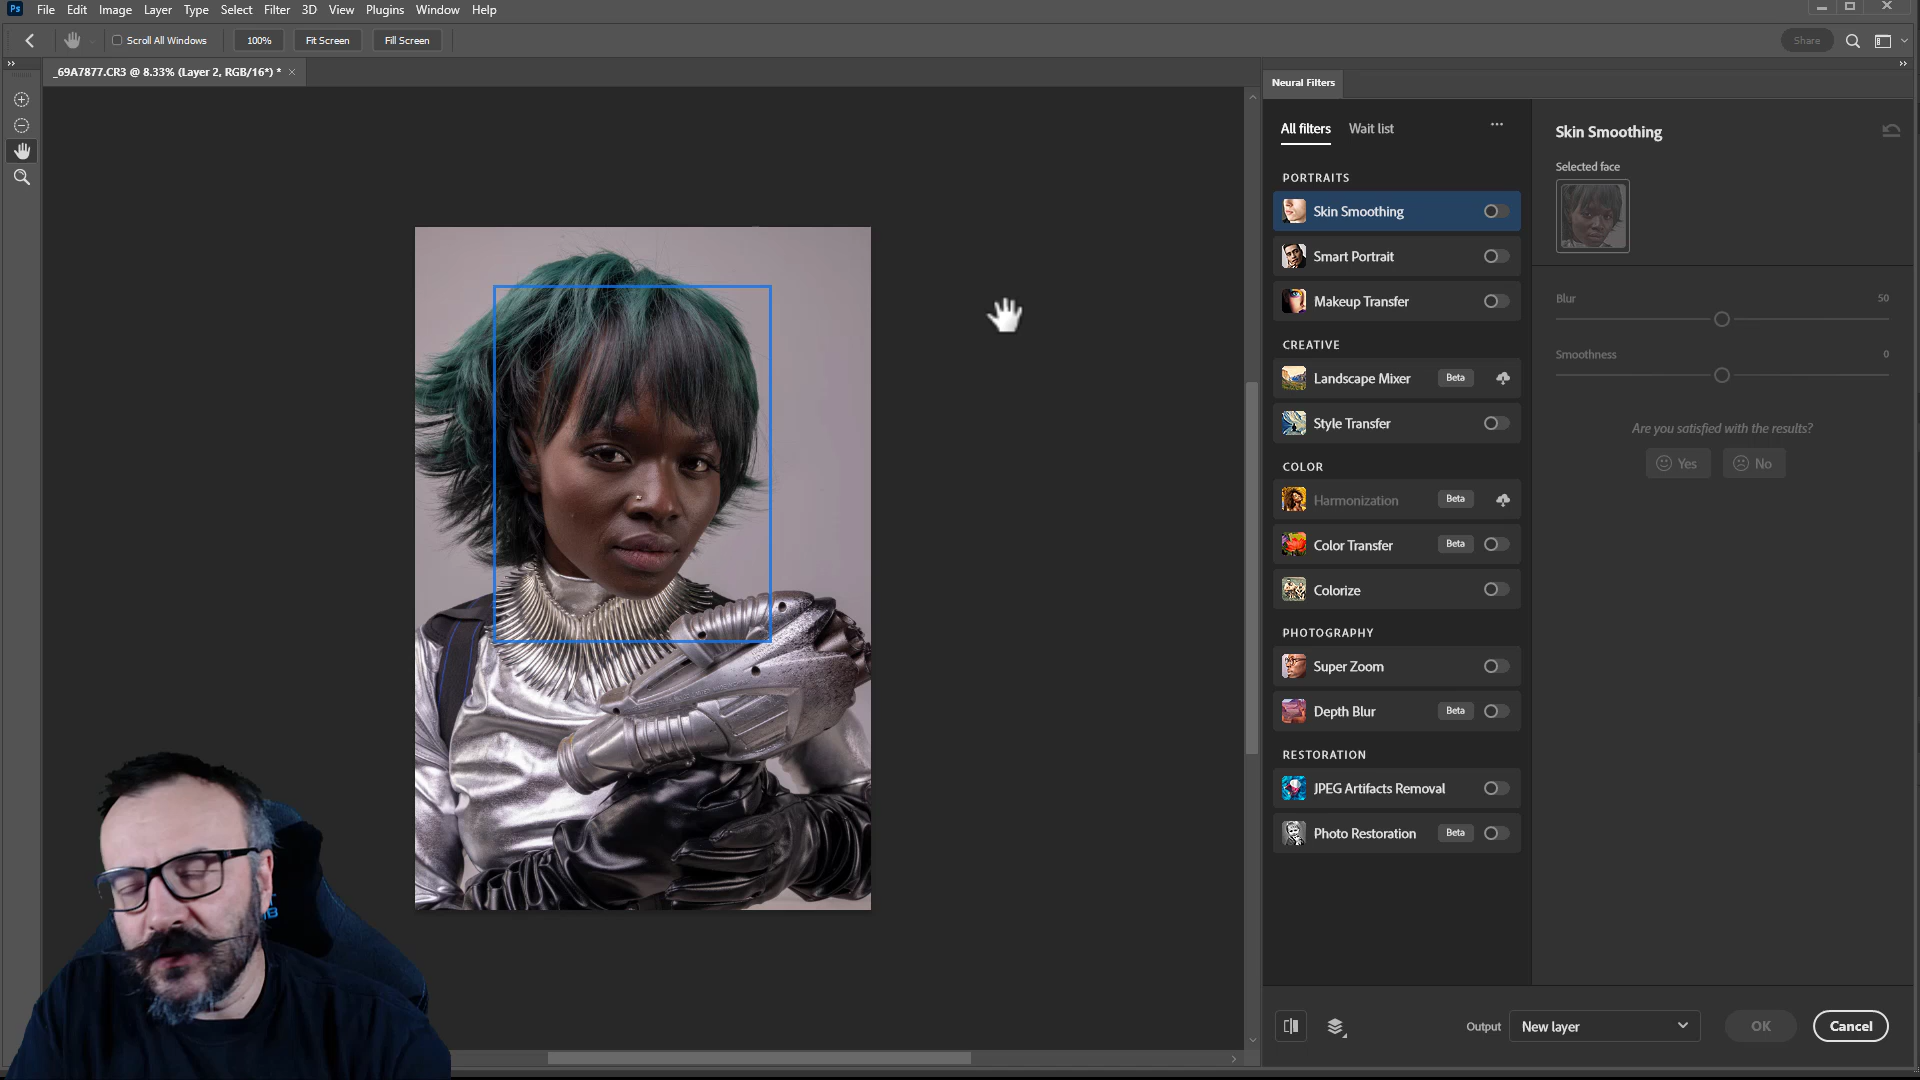 Ps File Edit Image Layer Type Select Filter 3D View Plugins Window Help
Scroll All Windows 100% Fit Screen Fill Screen Share
_69A7877.CR3 @ 8.33% (Layer 2, RGB/16*) * ×
Neural Filters
All filters Wait list ...
PORTRAITS
Skin Smoothing
Smart Portrait
Makeup Transfer
CREATIVE
Landscape Mixer Beta
Style Transfer
COLOR
Harmonization Beta
Color Transfer Beta
Colorize
PHOTOGRAPHY
Super Zoom
Depth Blur Beta
RESTORATION
JPEG Artifacts Removal
Photo Restoration Beta
Skin Smoothing
Selected face
Blur 50
Smoothness 0
Are you satisfied with the results?
Yes No
Output New layer OK Cancel